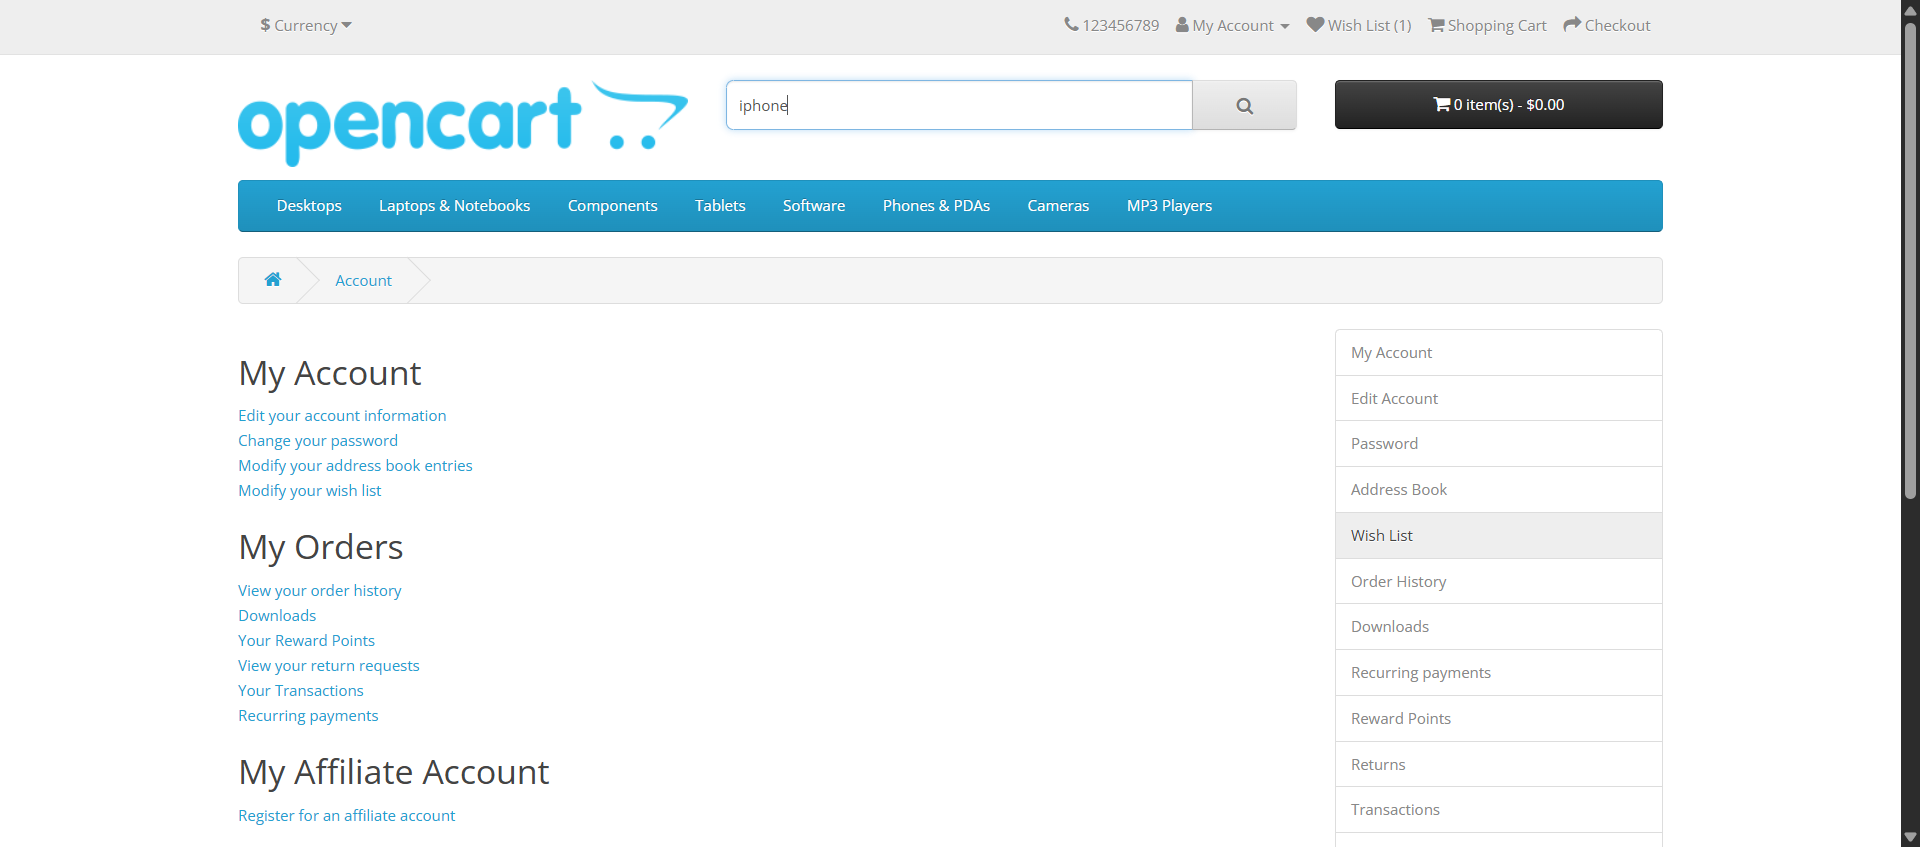 $ Currency
123456789 My Account Wish List (1) Shopping Cart Checkout
opencart
iphone
0 item(s) - $0.00
Desktops Laptops & Notebooks Components Tablets Software Phones & PDAs Cameras MP3 Players
Account
My Account
Edit your account information
Change your password
Modify your address book entries
Modify your wish list
My Orders
View your order history
Downloads
Your Reward Points
View your return requests
Your Transactions
Recurring payments
My Affiliate Account
Register for an affiliate account
My Account
Edit Account
Password
Address Book
Wish List
Order History
Downloads
Recurring payments
Reward Points
Returns
Transactions